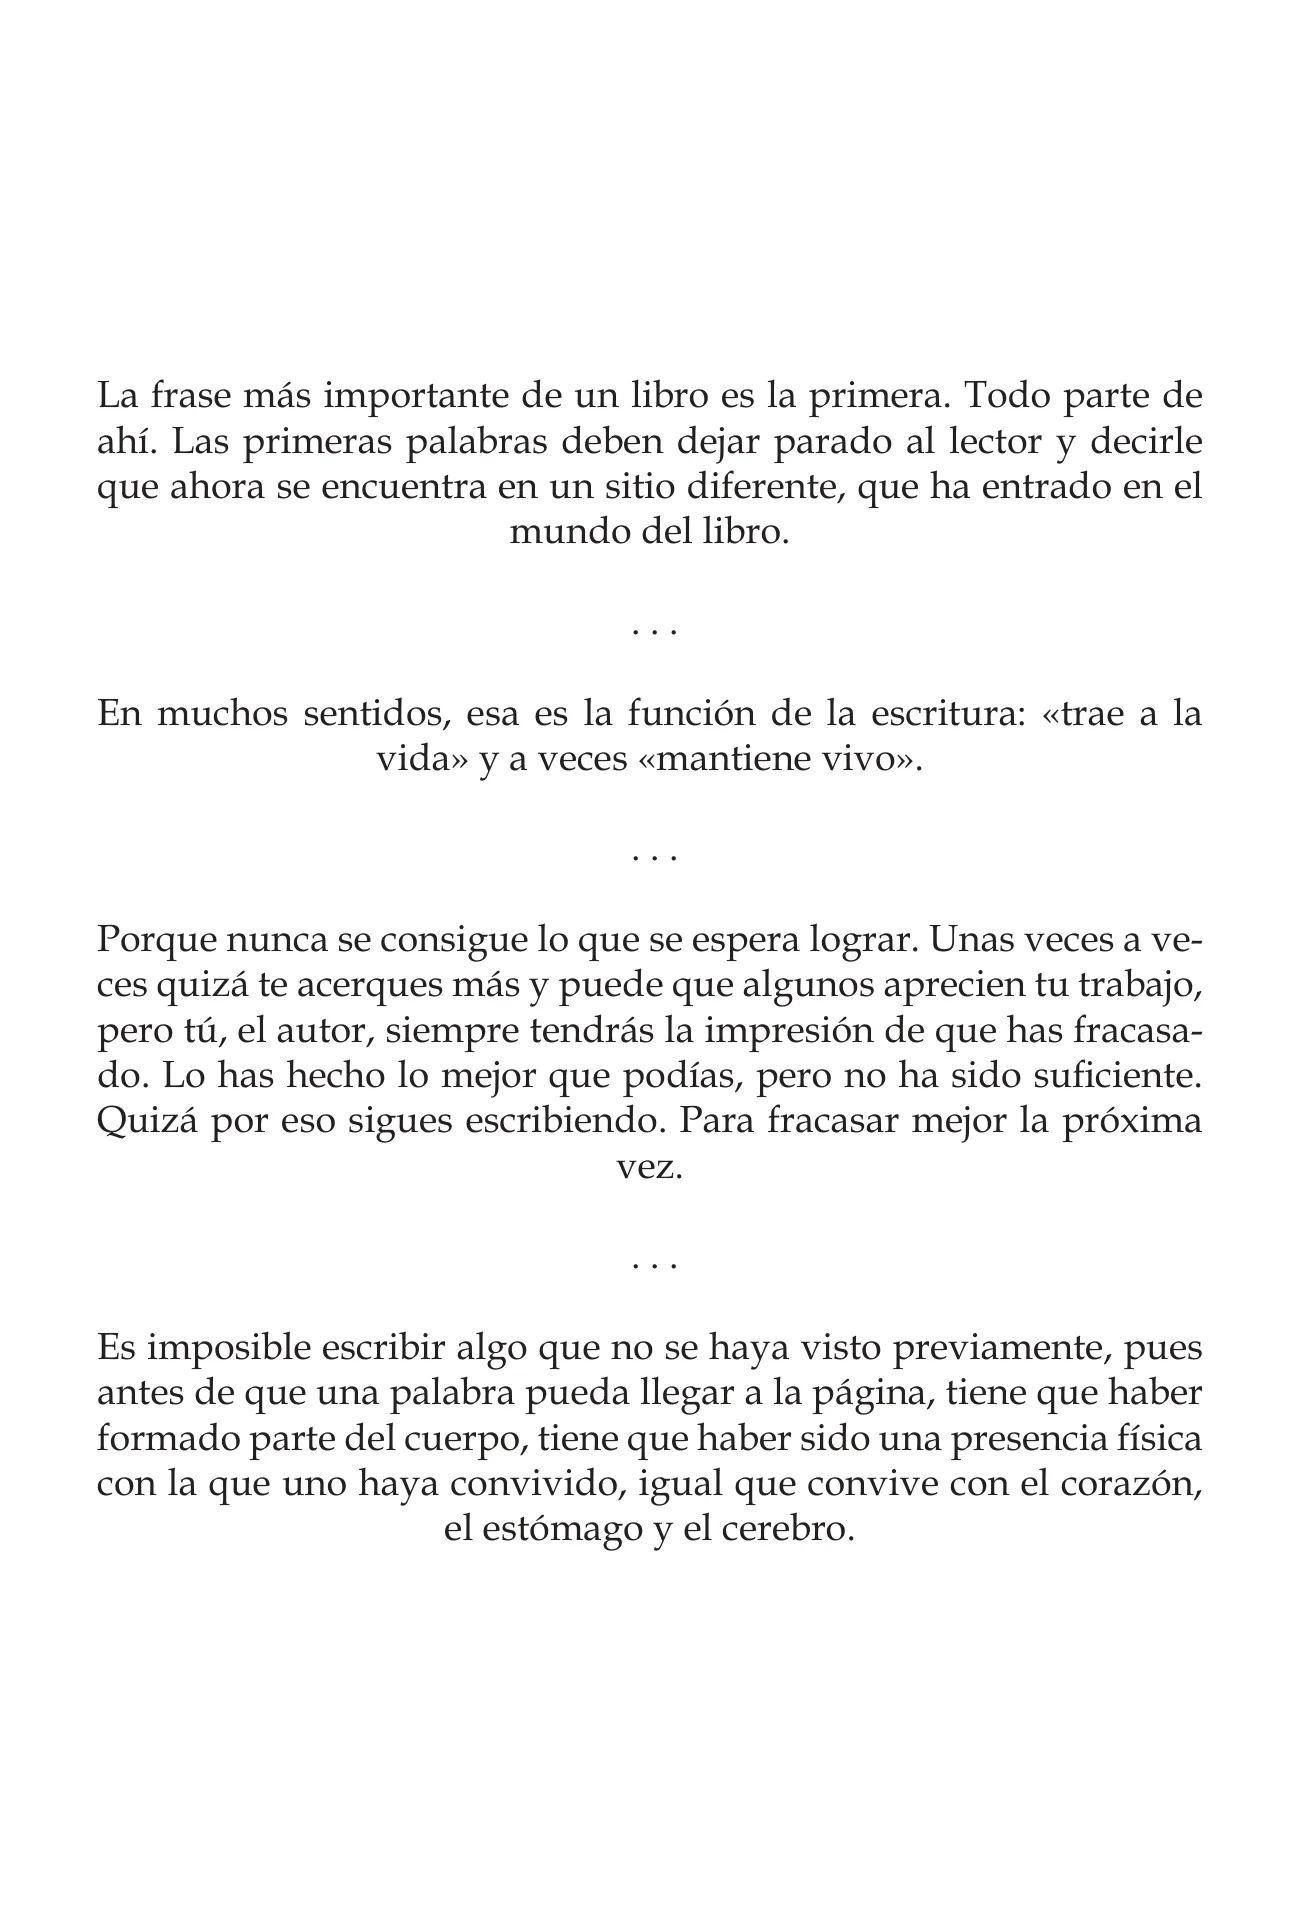 La frase más importante de un libro es la primera. Todo parte de
ahí. Las primeras palabras deben dejar parado al lector y decirle
que ahora se encuentra en un sitio diferente, que ha entrado en el
mundo del libro.
. . .
En muchos sentidos, esa es la función de la escritura: «trae a la
vida» y a veces «mantiene vivo».
. . .
Porque nunca se consigue lo que se espera lograr. Unas veces a ve-
ces quizá te acerques más y puede que algunos aprecien tu trabajo,
pero tú, el autor, siempre tendrás la impresión de que has fracasa-
do. Lo has hecho lo mejor que podías, pero no ha sido suficiente.
Quizá por eso sigues escribiendo. Para fracasar mejor la próxima
vez.
. . .
Es imposible escribir algo que no se haya visto previamente, pues
antes de que una palabra pueda llegar a la página, tiene que haber
formado parte del cuerpo, tiene que haber sido una presencia física
con la que uno haya convivido, igual que convive con el corazón,
el estómago y el cerebro.